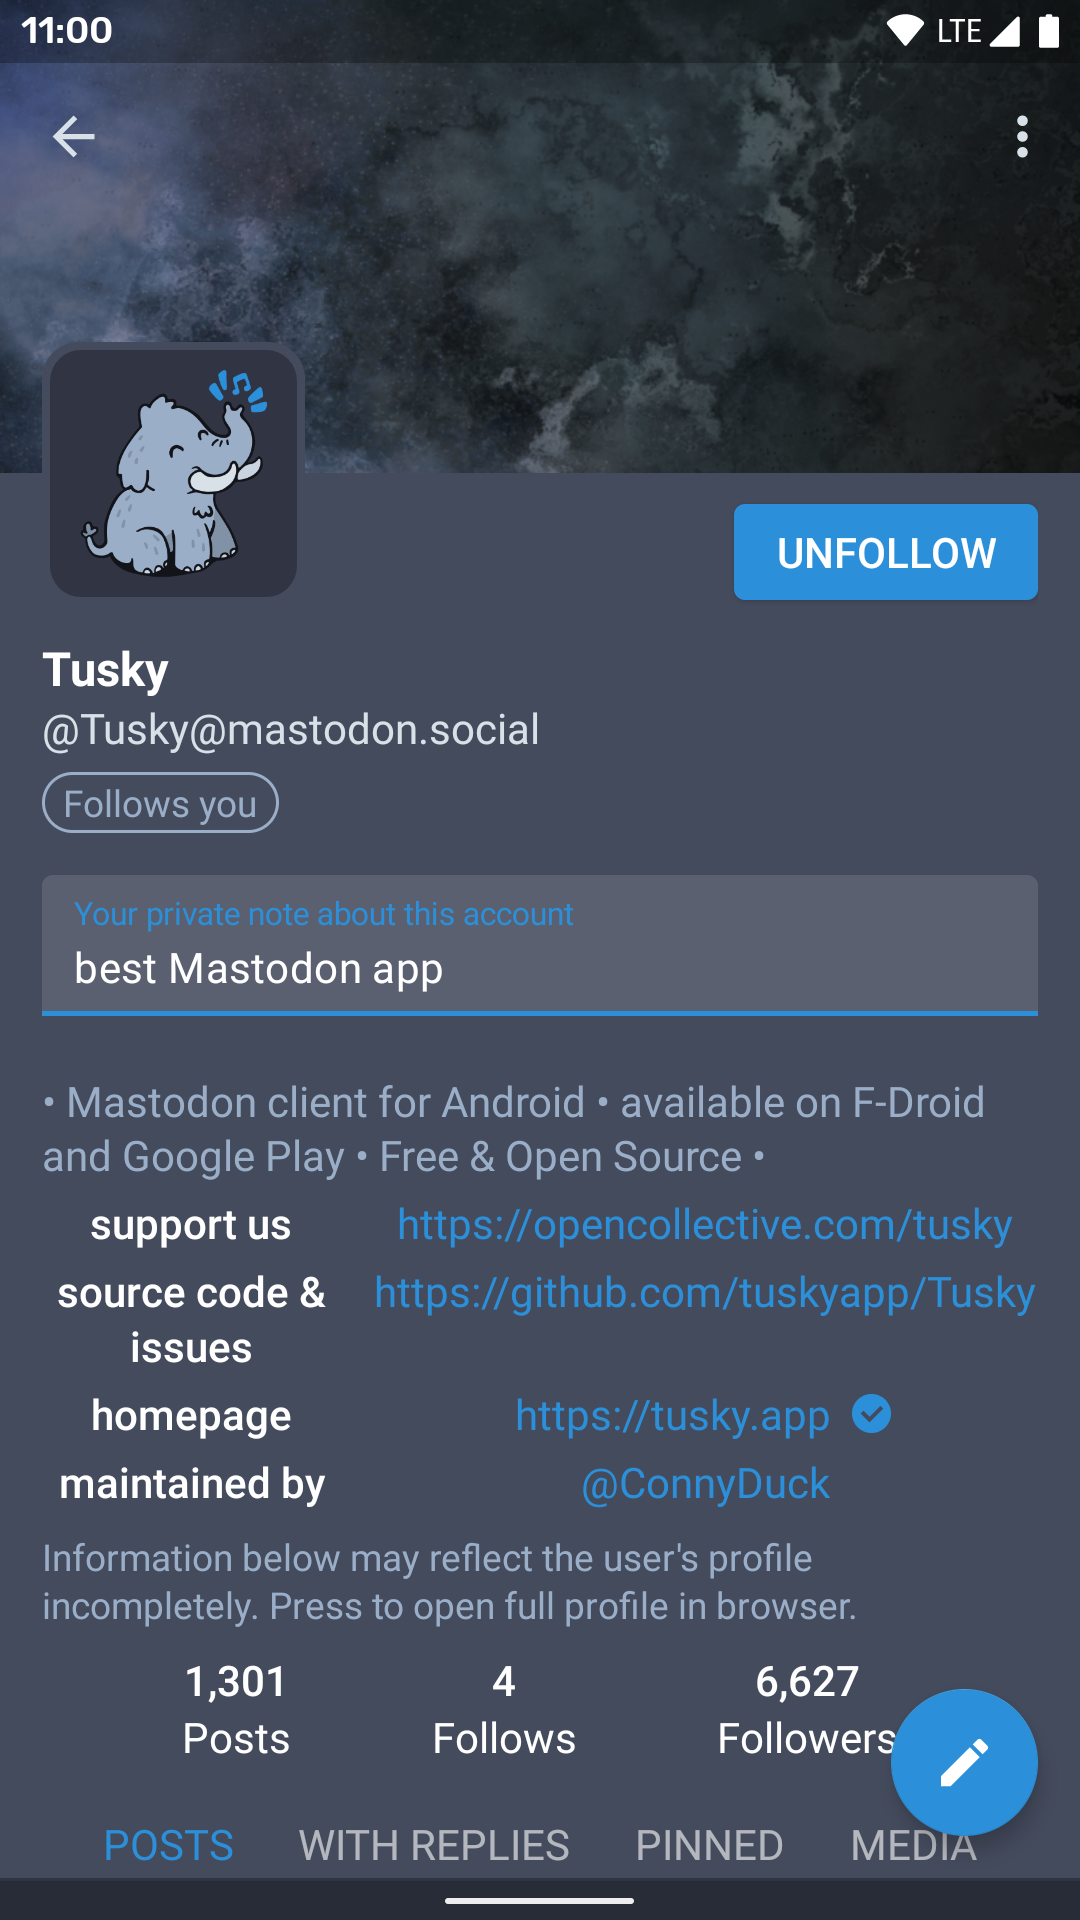 11:00
LTE
UNFOLLOW
Tusky
@Tusky@mastodon.social
Follows you
Your private note about this account
best Mastodon app
• Mastodon client for Android • available on F-Droid
and Google Play • Free & Open Source •
support us https://opencollective.com/tusky
source code & https://github.com/tuskyapp/Tusky
issues
homepage https://tusky.app
maintained by @ConnyDuck
Information below may reflect the user's profile
incompletely. Press to open full profile in browser.
1,301 4 6,627
Posts Follows Followers
POSTS WITH REPLIES PINNED MEDIA